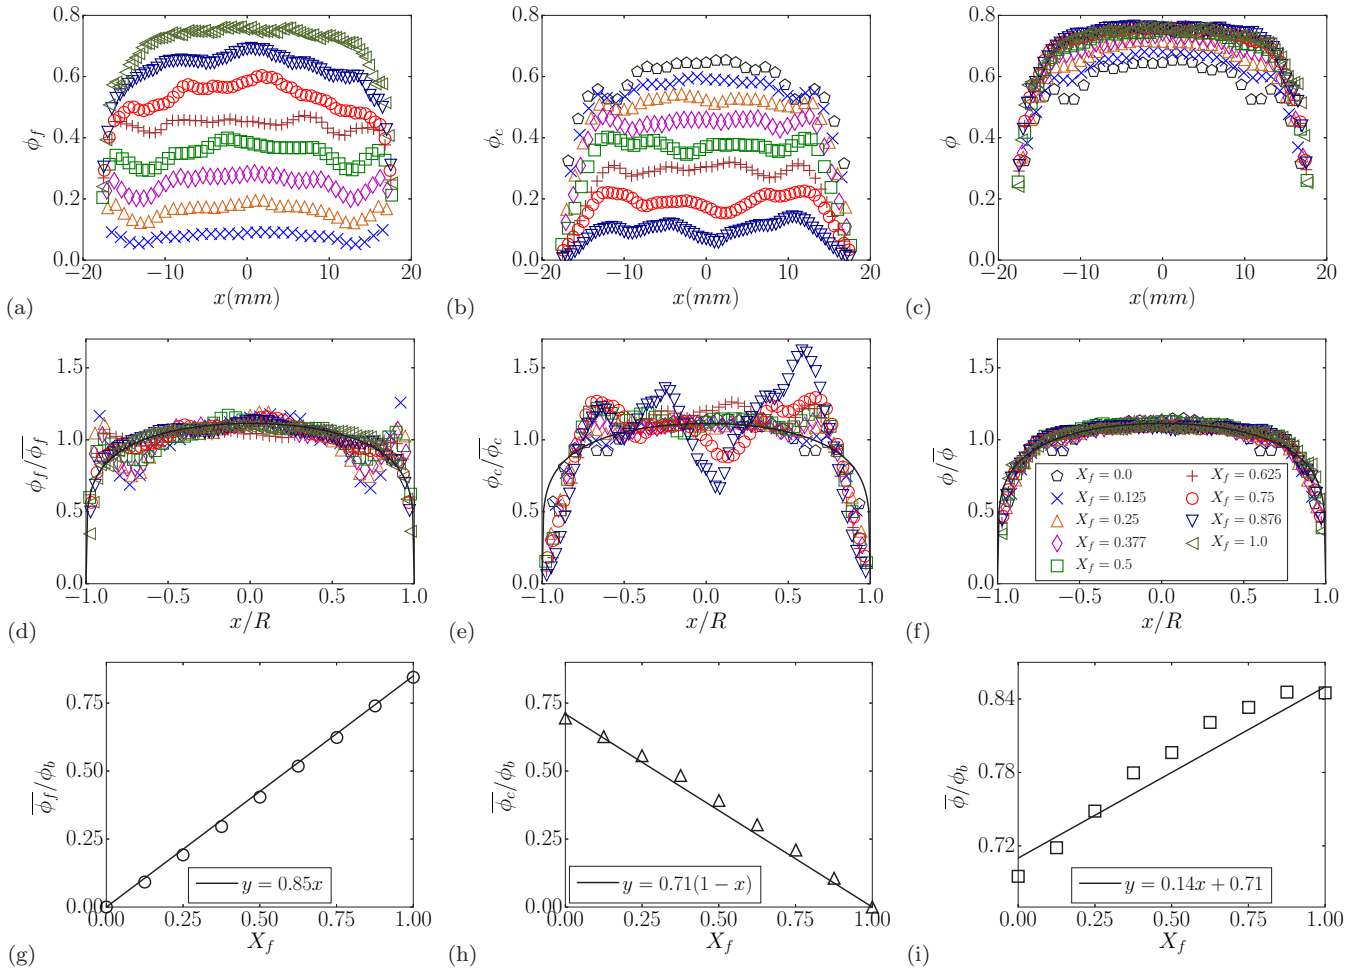 0.8
0.6
0.4
0.2
0.0
−20 −10 0 10 20
ϕ_f
x(mm)
(a)
0.8
0.6
0.4
0.2
0.0
−20 −10 0 10 20
ϕ_c
x(mm)
(b)
0.8
0.6
0.4
0.2
0.0
−20 −10 0 10 20
ϕ
x(mm)
(c)
1.5
1.0
0.5
0.0
−1.0 −0.5 0.0 0.5 1.0
ϕ_f/\overline{ϕ}_f
x/R
(d)
1.5
1.0
0.5
0.0
−1.0 −0.5 0.0 0.5 1.0
ϕ_c/\overline{ϕ}_c
x/R
(e)
1.5
1.0
0.5
0.0
−1.0 −0.5 0.0 0.5 1.0
ϕ/\overline{ϕ}
X_f = 0.0
X_f = 0.125
X_f = 0.25
X_f = 0.377
X_f = 0.5
X_f = 0.625
X_f = 0.75
X_f = 0.876
X_f = 1.0
x/R
(f)
0.75
0.50
0.25
0.00
0.00 0.25 0.50 0.75 1.00
\overline{ϕ}_f/ϕ_b
y = 0.85x
X_f
(g)
0.75
0.50
0.25
0.00
0.00 0.25 0.50 0.75 1.00
\overline{ϕ}_c/ϕ_b
y = 0.71(1 − x)
X_f
(h)
0.84
0.78
0.72
0.00 0.25 0.50 0.75 1.00
\overline{ϕ}/ϕ_b
y = 0.14x + 0.71
X_f
(i)